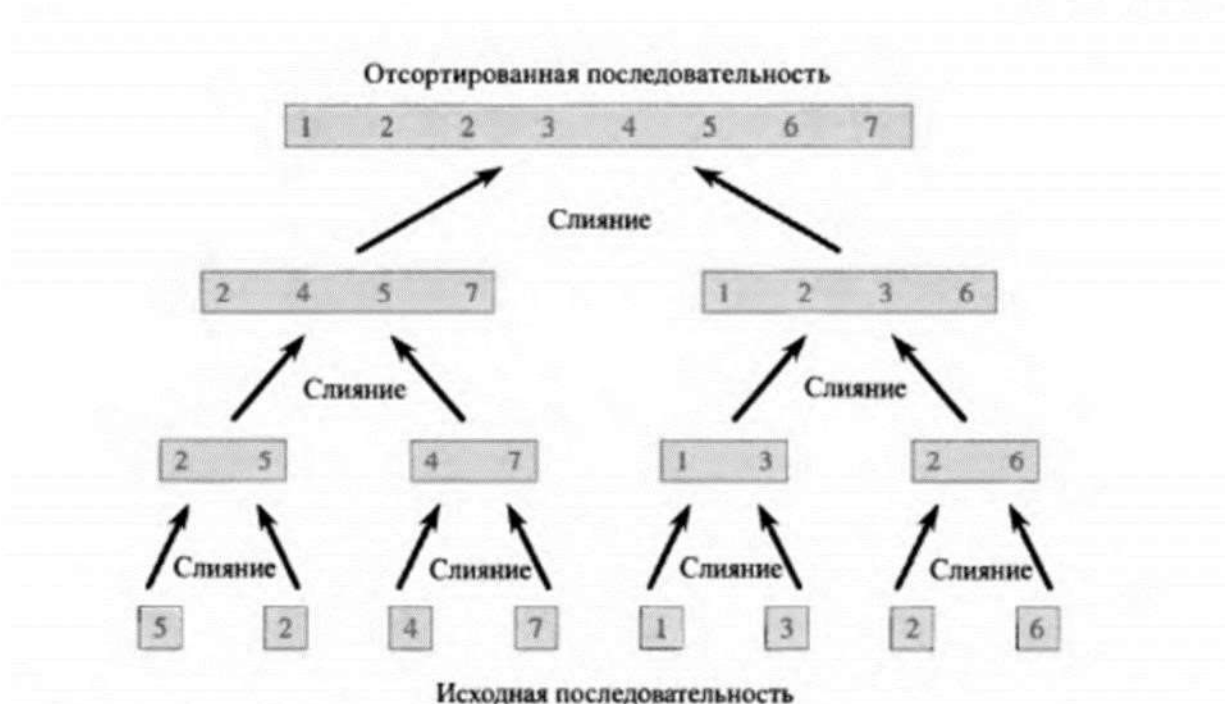 Отсортированная последовательность
1 2 2 3 4 5 6 7
Слияние
2 4 5 7 1 2 3 6
Слияние Слияние
2 5 4 7 1 3 2 6
Слияние Слияние Слияние Слияние
5 2 4 7 1 3 2 6
Исходная последовательность